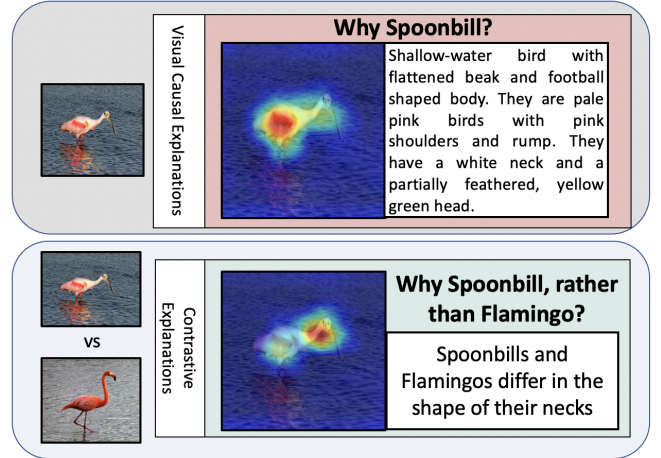 Why Spoonbill?
Visual Causal Explanations
Shallow-water bird with
flattened beak and football
shaped body. They are pale
pink birds with pink
shoulders and rump. They
have a white neck and a
partially feathered, yellow
green head.
vs
Contrastive
Explanations
Why Spoonbill, rather
than Flamingo?
Spoonbills and
Flamingos differ in the
shape of their necks